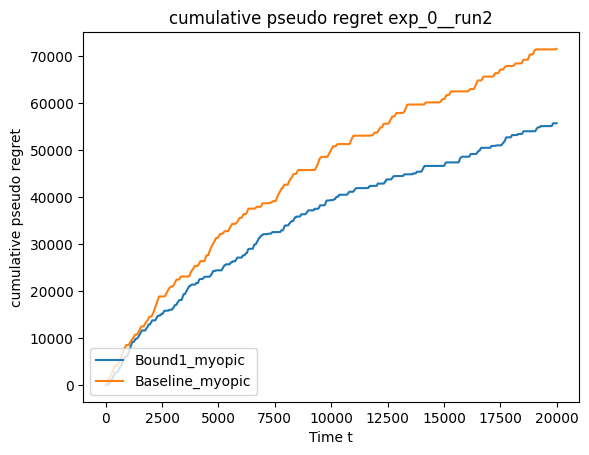 cumulative pseudo regret exp_0__run2
cumulative pseudo regret
70000
60000
50000
40000
30000
20000
10000
0
Bound1_myopic
Baseline_myopic
0 2500 5000 7500 10000 12500 15000 17500 20000
Time t